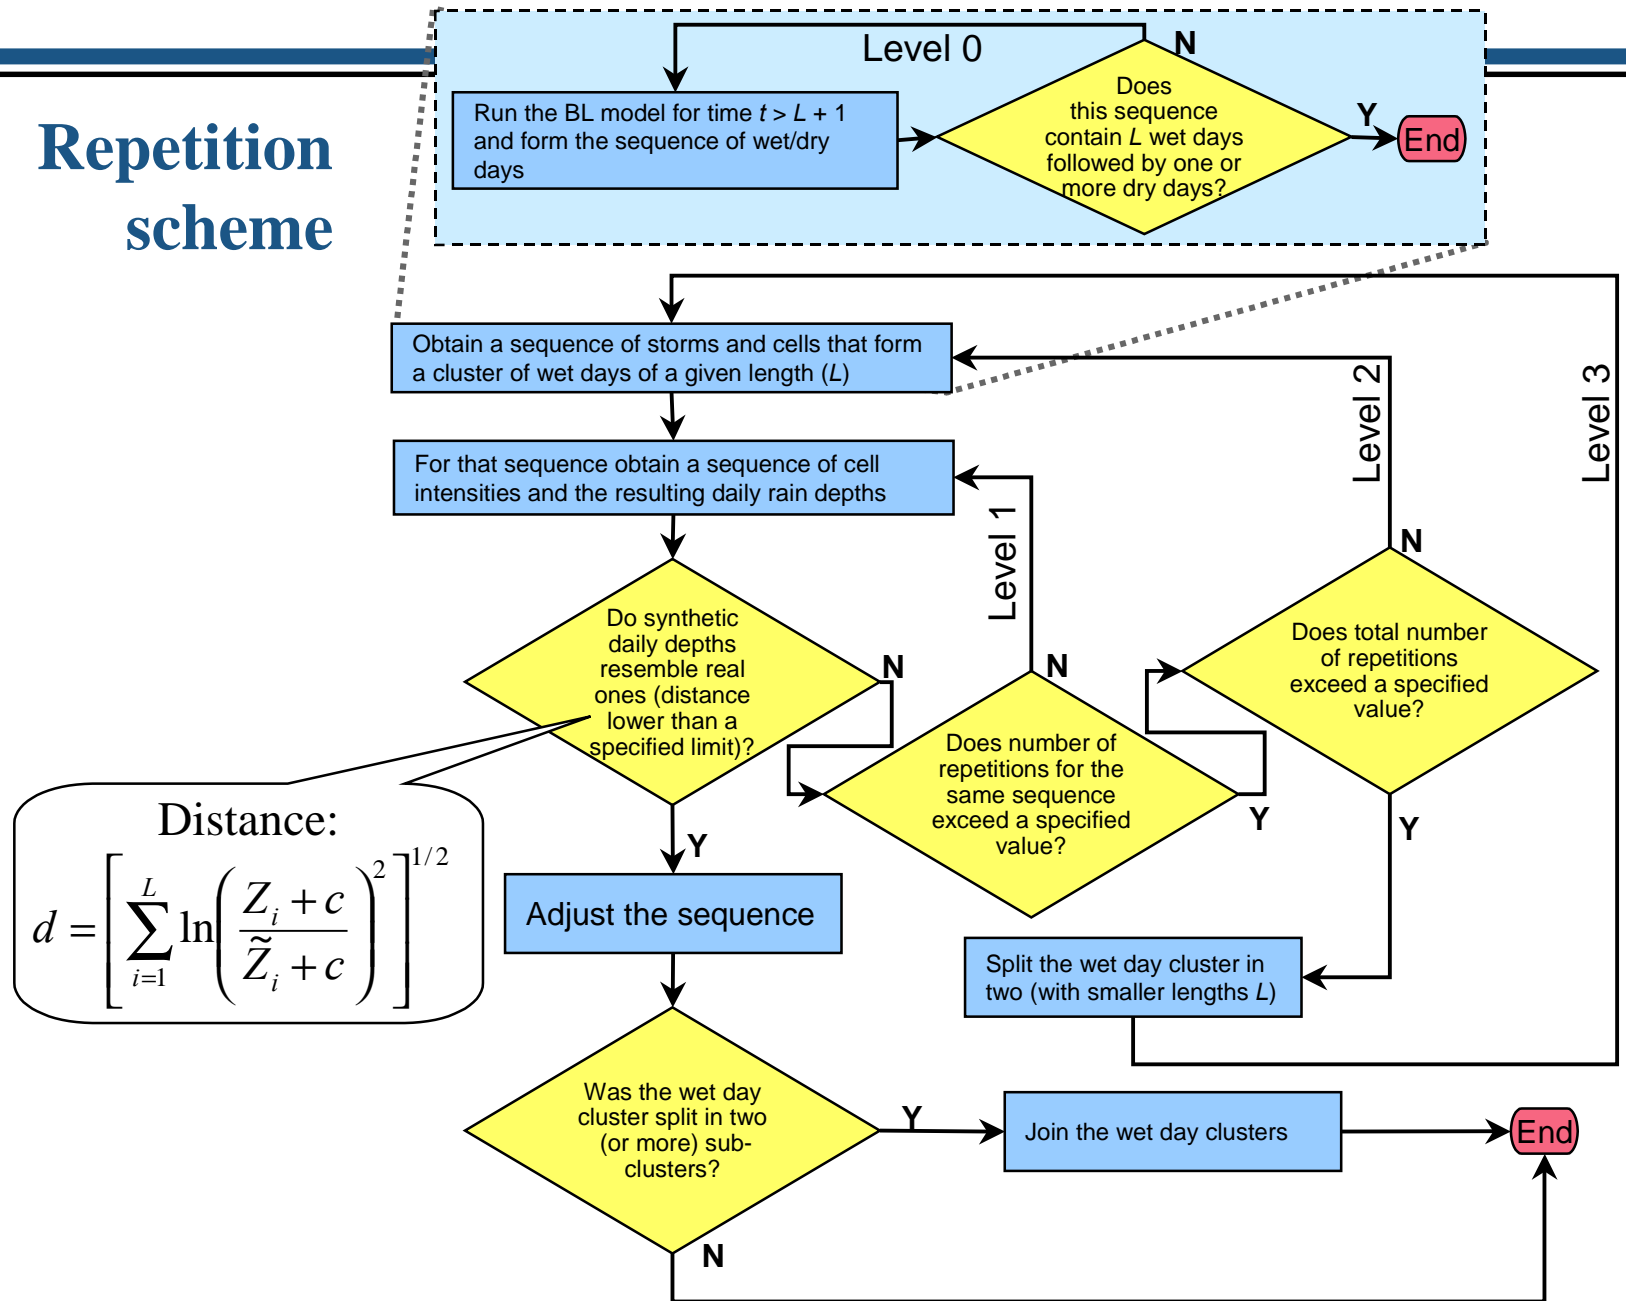 Repetition
scheme
Level 0
Run the BL model for time t > L + 1
and form the sequence of wet/dry
days
Does
this sequence
contain L wet days
followed by one or
more dry days?
N
Y
End
Obtain a sequence of storms and cells that form
a cluster of wet days of a given length (L)
For that sequence obtain a sequence of cell
intensities and the resulting daily rain depths
Level 1
Level 2
Level 3
Do synthetic
daily depths
resemble real
ones (distance
lower than a
specified limit)?
N
Y
Does number of
repetitions for the
same sequence
exceed a specified
value?
N
Y
Does total number
of repetitions
exceed a specified
value?
N
Y
Distance:
d = [ ∑_{i=1}^{L} ln( (Z_i + c) / (Z̃_i + c) )^2 ]^{1/2}
Adjust the sequence
Split the wet day cluster in
two (with smaller lengths L)
Was the wet day
cluster split in two
(or more) sub-
clusters?
Y
N
Join the wet day clusters
End